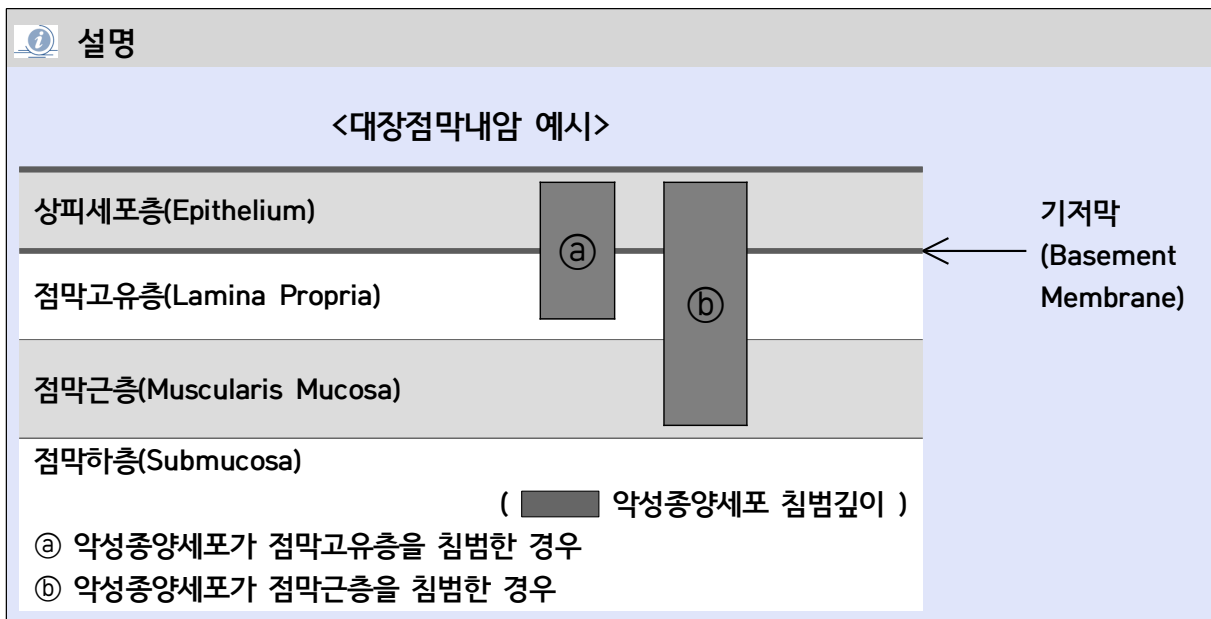 설명
<대장점막내암 예시>
상피세포층(Epithelium)
ⓐ
기저막
(Basement
Membrane)
점막고유층(Lamina Propria)
ⓑ
점막근층(Muscularis Mucosa)
점막하층(Submucosa)
( 악성종양세포 침범깊이 )
ⓐ 악성종양세포가 점막고유층을 침범한 경우
ⓑ 악성종양세포가 점막근층을 침범한 경우